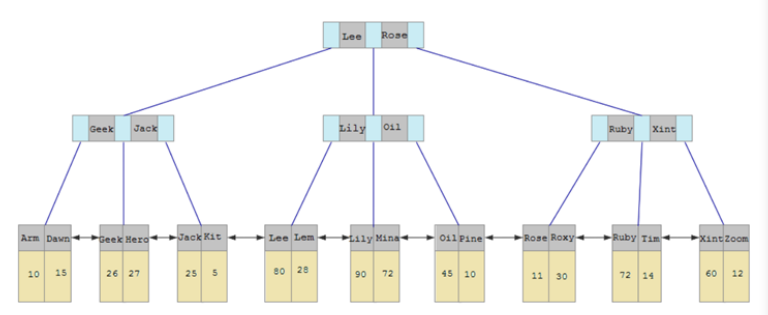 Lee Rose
Geek Jack
Lily Oil
Ruby Xint
Arm Dawn Geek Hero Jack Kit Lee Lem Lily Mina Oil Pine Rose Roxy Ruby Tim Xint Zoom
10 15 26 27 25 5 80 28 90 72 45 10 11 30 72 14 60 12